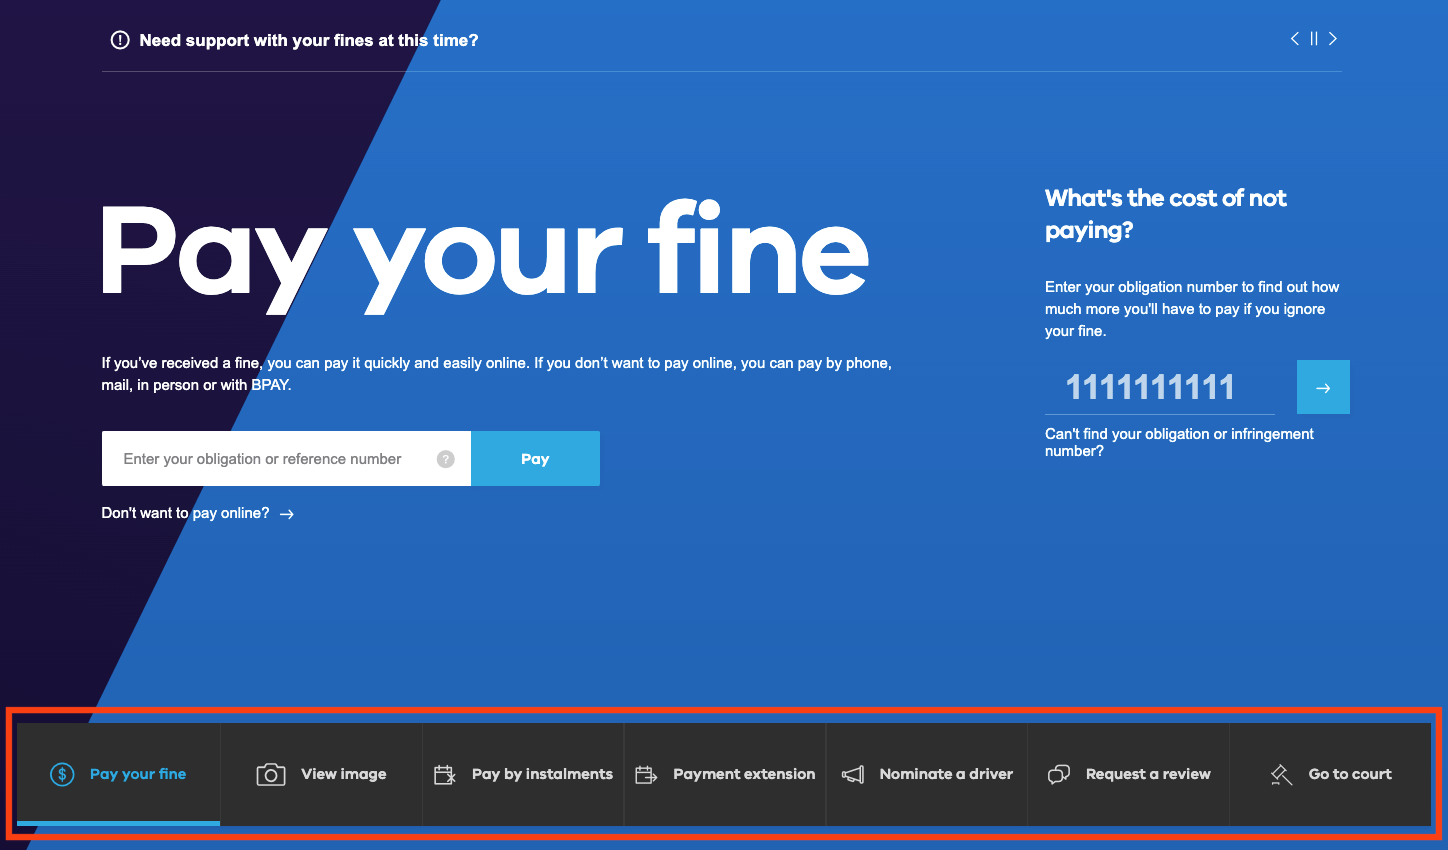 Need support with your fines at this time?
Pay your fine
If you've received a fine, you can pay it quickly and easily online. If you don't want to pay online, you can pay by phone,
mail, in person or with BPAY.
Enter your obligation or reference number ?
Pay
Don't want to pay online?
What's the cost of not
paying?
Enter your obligation number to find out how
much more you'll have to pay if you ignore
your fine.
1111111111
Can't find your obligation or infringement
number?
Pay your fine
View image
Pay by instalments
Payment extension
Nominate a driver
Request a review
Go to court